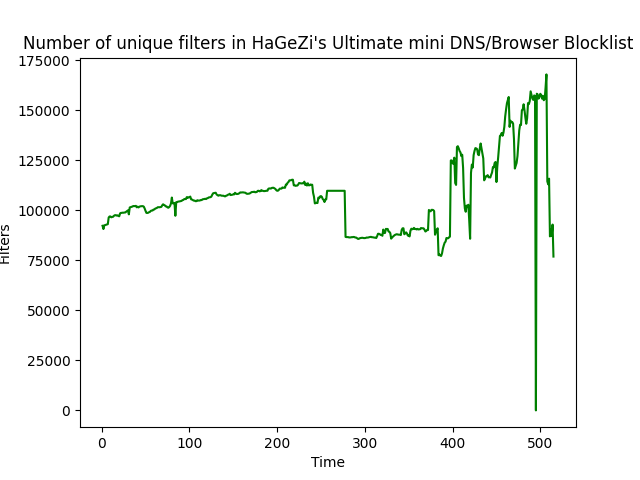 Number of unique filters in HaGeZi's Ultimate mini DNS/Browser Blocklist
175000
150000
125000
100000
75000
50000
25000
0
Filters
0 100 200 300 400 500
Time